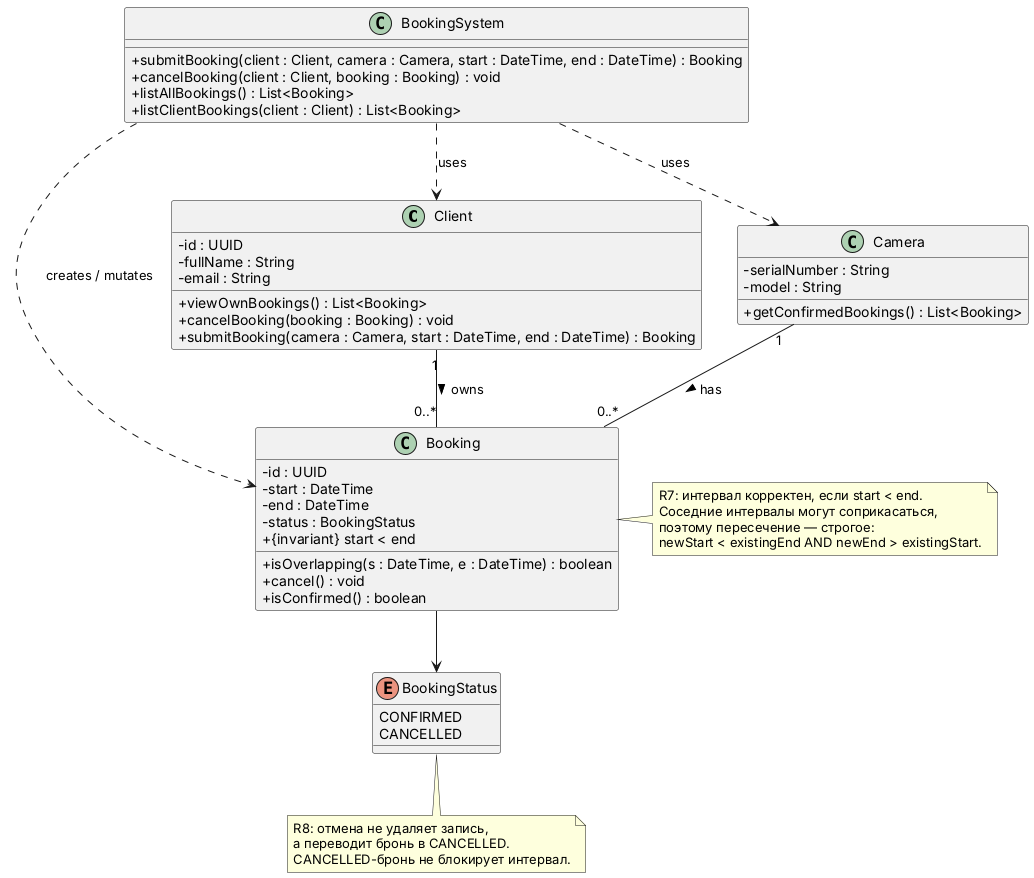 C BookingSystem
+submitBooking(client : Client, camera : Camera, start : DateTime, end : DateTime) : Booking
+cancelBooking(client : Client, booking : Booking) : void
+listAllBookings() : List<Booking>
+listClientBookings(client : Client) : List<Booking>
uses
uses
C Client
-id : UUID
-fullName : String
-email : String
+viewOwnBookings() : List<Booking>
+cancelBooking(booking : Booking) : void
+submitBooking(camera : Camera, start : DateTime, end : DateTime) : Booking
C Camera
-serialNumber : String
-model : String
+getConfirmedBookings() : List<Booking>
creates / mutates
1
owns
0..*
1
has
0..*
C Booking
-id : UUID
-start : DateTime
-end : DateTime
-status : BookingStatus
+{invariant} start < end
+isOverlapping(s : DateTime, e : DateTime) : boolean
+cancel() : void
+isConfirmed() : boolean
R7: интервал корректен, если start < end.
Соседние интервалы могут соприкасаться,
поэтому пересечение — строгое:
newStart < existingEnd AND newEnd > existingStart.
E BookingStatus
CONFIRMED
CANCELLED
R8: отмена не удаляет запись,
а переводит бронь в CANCELLED.
CANCELLED-бронь не блокирует интервал.